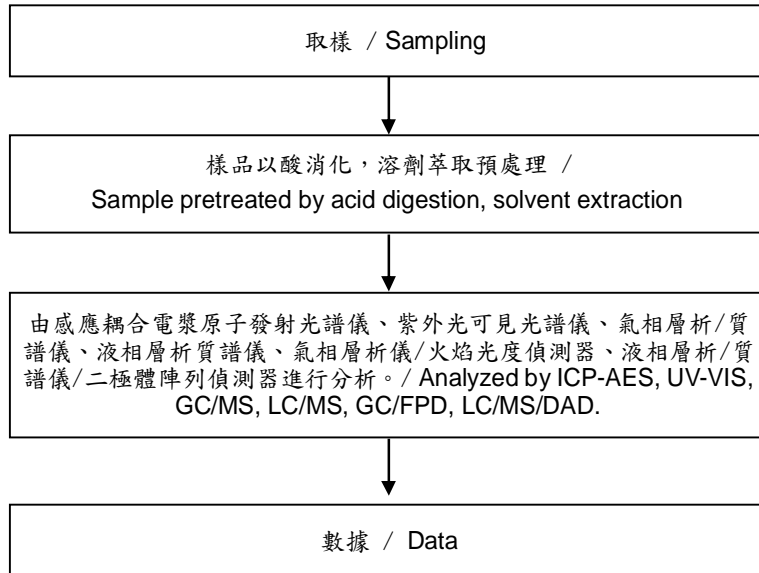 取樣 / Sampling
樣品以酸消化，溶劑萃取預處理 /
Sample pretreated by acid digestion, solvent extraction
由感應耦合電漿原子發射光譜儀、紫外光可見光譜儀、氣相層析/質
譜儀、液相層析質譜儀、氣相層析儀/火焰光度偵測器、液相層析/質
譜儀/二極體陣列偵測器進行分析。/ Analyzed by ICP-AES, UV-VIS,
GC/MS, LC/MS, GC/FPD, LC/MS/DAD.
數據 / Data